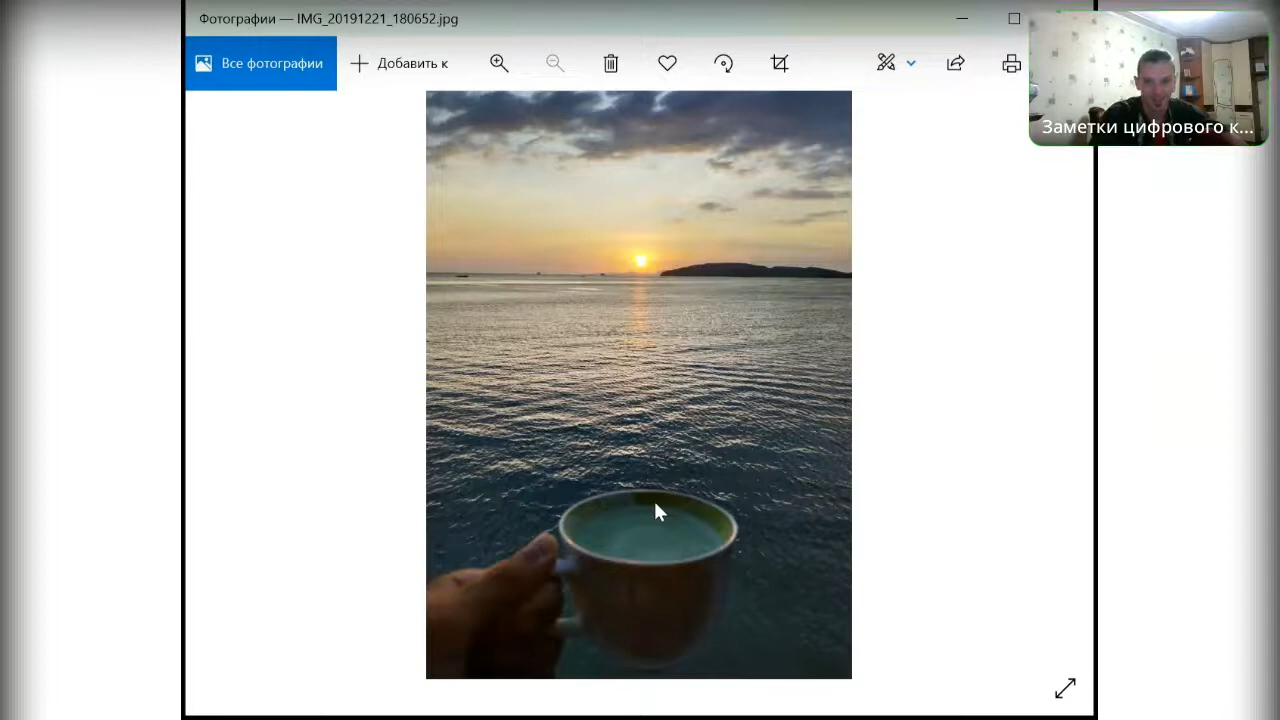 Фотографии — IMG_20191221_180652.jpg
Все фотографии
Добавить к
Заметки цифрового к...